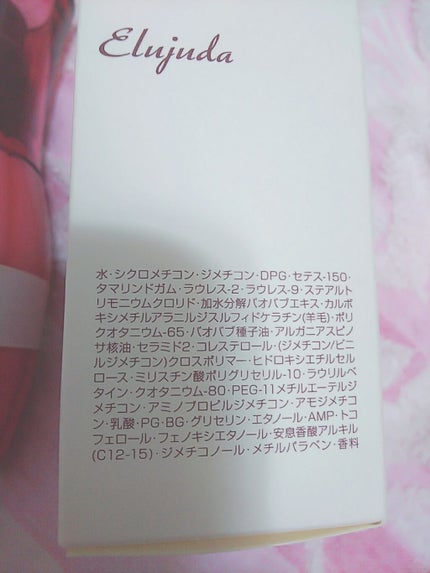 Elujuda
水・シクロメチコン・ジメチコン・DPG・セテス-150・
タマリンドガム・ラウレス-2・ラウレス-9・ステアルト
リモニウムクロリド・加水分解バオバブエキス・カルボ
キシメチルアラニルジスルフィドケラチン(羊毛)・ポリ
クオタニウム-65・バオバブ種子油・アルガニアスピノ
サ核油・セラミド2・コレステロール・(ジメチコン/ビニ
ルジメチコン)クロスポリマー・ヒドロキシエチルセル
ロース・ミリスチン酸ポリグリセリル-10・ラウリルベ
タイン・クオタニウム-80・PEG-11メチルエーテルジ
メチコン・アミノプロピルジメチコン・アモジメチコ
ン・乳酸・PG・BG・グリセリン・エタノール・AMP・トコ
フェロール・フェノキシエタノール・安息香酸アルキル
(C12-15)・ジメチコノール・メチルパラベン・香料